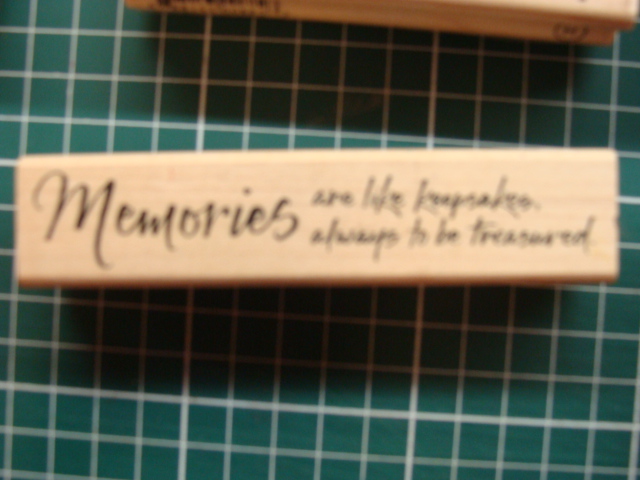 Memories are like keepsakes,
always to be treasured.